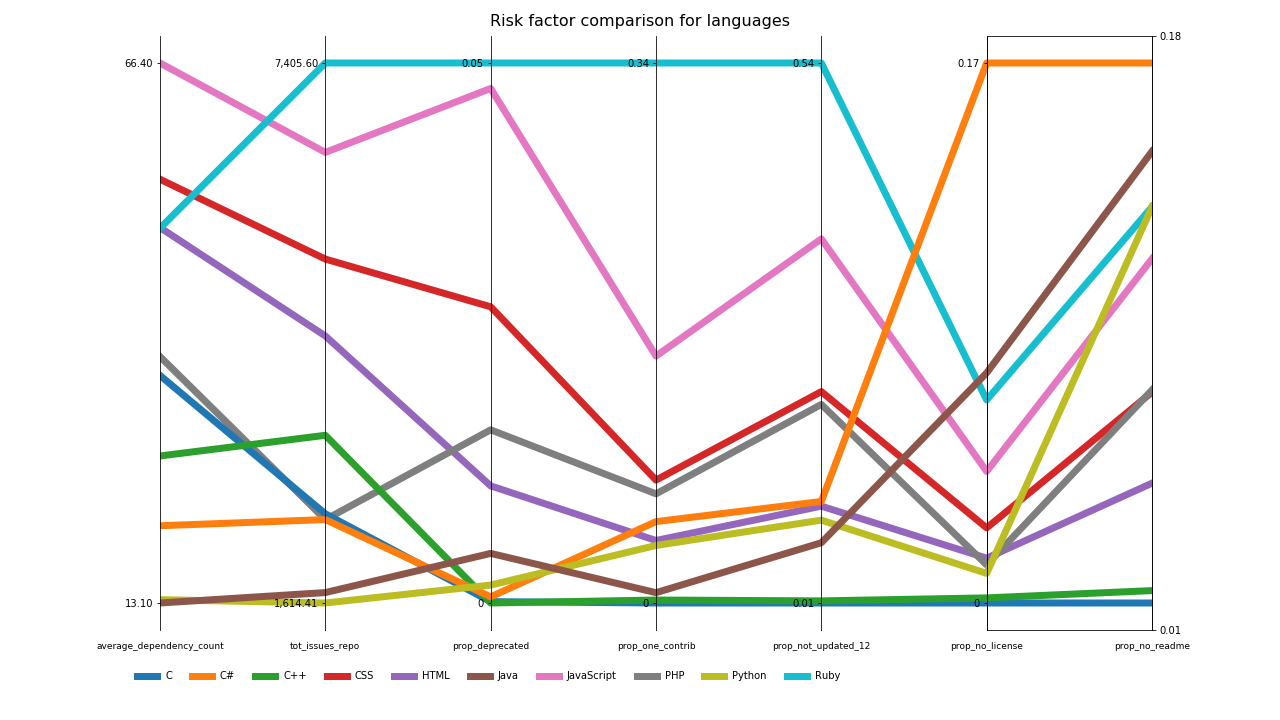 Risk factor comparison for languages
0.18
66.40 7,405.60 0.05 0.34 0.54 0.17
13.10 1,614.41 0 0 0.01 0
0.01
average_dependency_count tot_issues_repo prop_deprecated prop_one_contrib prop_not_updated_12 prop_no_license prop_no_readme
C C# C++ CSS HTML Java JavaScript PHP Python Ruby